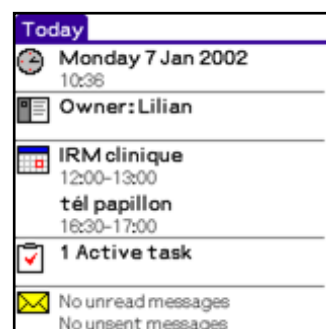 Today
Monday 7 Jan 2002
10:36
Owner: Lilian
IRM clinique
12:00-13:00
tél papillon
16:30-17:00
1 Active task
No unread messages
No unsent messages